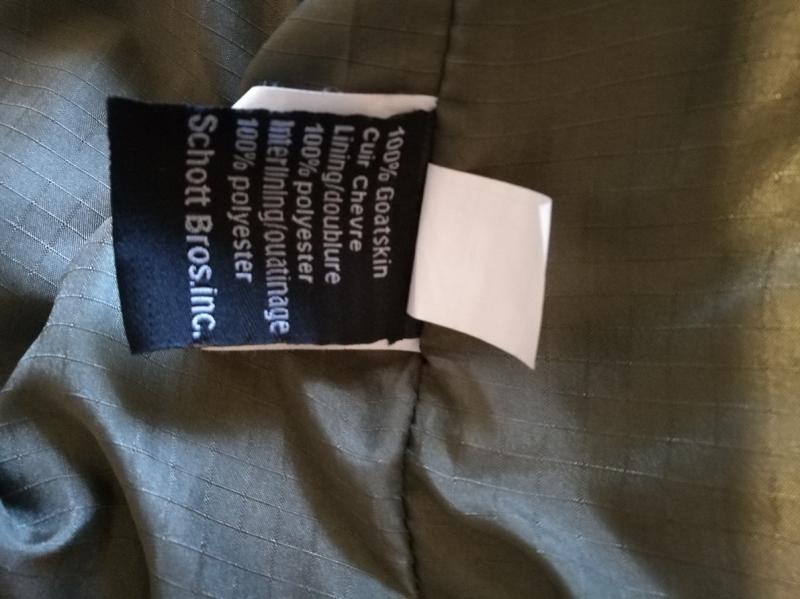 100% Goatskin
Cuir Chevre
Lining/doublure
100% polyester
Interlining/ouatinage
100% polyester
Schott Bros.inc.